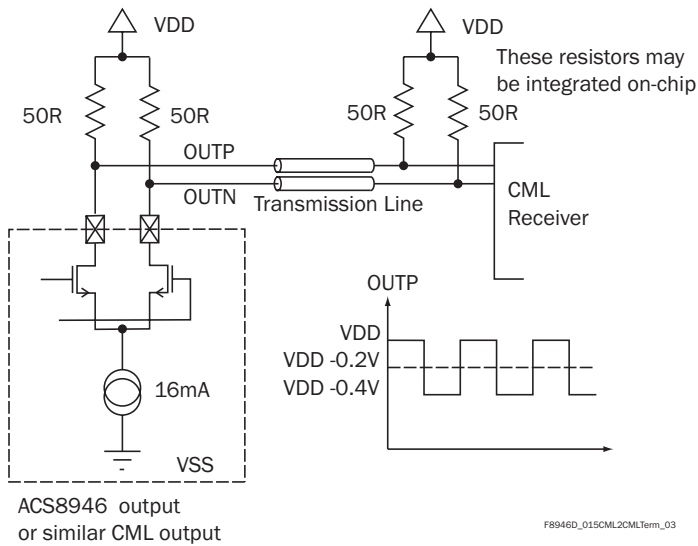 VDD
VDD
These resistors may
be integrated on-chip
50R
50R
50R
50R
OUTP
OUTN
Transmission Line
CML
Receiver
OUTP
VDD
VDD -0.2V
VDD -0.4V
16mA
VSS
ACS8946 output
or similar CML output
F8946D_015CML2CMLTerm_03